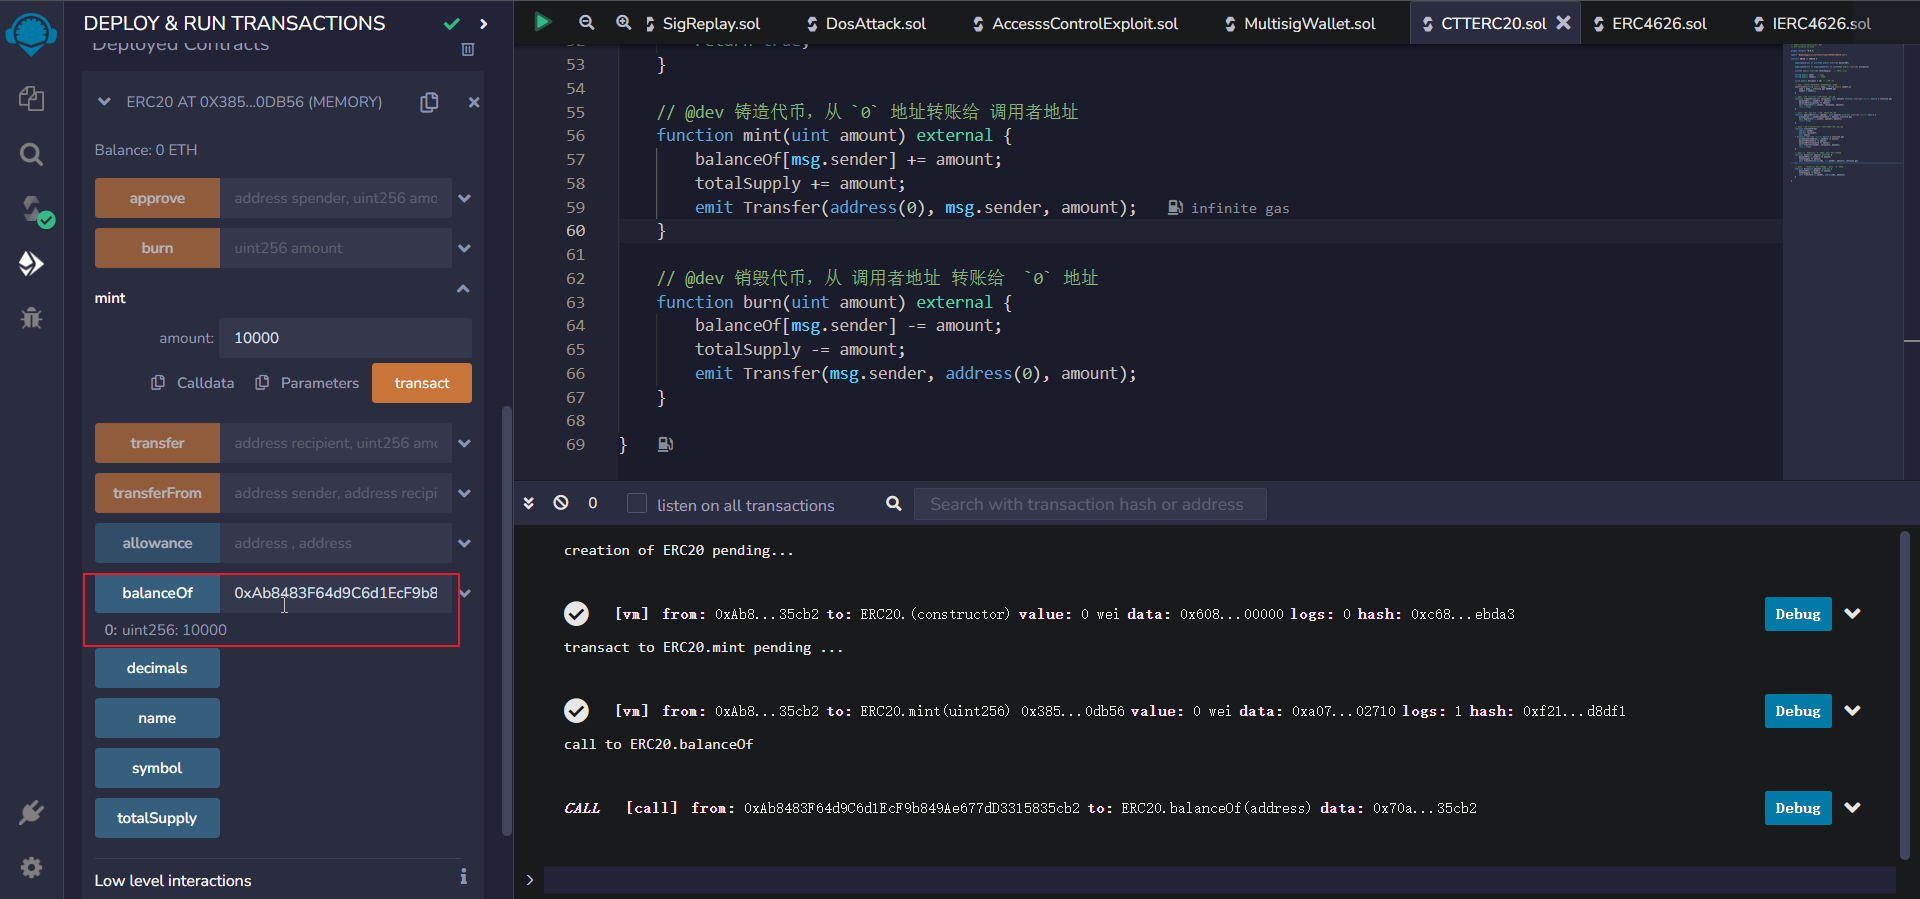 DEPLOY & RUN TRANSACTIONS
Deployed Contracts
ERC20 AT 0X385...0DB56 (MEMORY)
Balance: 0 ETH
approve address spender, uint256 amo
burn uint256 amount
mint
amount: 10000
Calldata Parameters transact
transfer address recipient, uint256 amo
transferFrom address sender, address recipi
allowance address , address
balanceOf 0xAb8483F64d9C6d1EcF9b8
0: uint256: 10000
decimals
name
symbol
totalSupply
Low level interactions
SigReplay.sol DosAttack.sol AccesssControlExploit.sol MultisigWallet.sol CTTERC20.sol ERC4626.sol IERC4626.sol
52 return true;
53 }
54
55 // @dev 铸造代币，从 `0` 地址转账给 调用者地址
56 function mint(uint amount) external {
57 balanceOf[msg.sender] += amount;
58 totalSupply += amount;
59 emit Transfer(address(0), msg.sender, amount); infinite gas
60 }
61
62 // @dev 销毁代币，从 调用者地址 转账给 `0` 地址
63 function burn(uint amount) external {
64 balanceOf[msg.sender] -= amount;
65 totalSupply -= amount;
66 emit Transfer(msg.sender, address(0), amount);
67 }
68
69 }
0 listen on all transactions Search with transaction hash or address
creation of ERC20 pending...
[vm] from: 0xAb8...35cb2 to: ERC20.(constructor) value: 0 wei data: 0x608...00000 logs: 0 hash: 0xc68...ebda3 Debug
transact to ERC20.mint pending ...
[vm] from: 0xAb8...35cb2 to: ERC20.mint(uint256) 0x385...0db56 value: 0 wei data: 0xa07...02710 logs: 1 hash: 0xf21...d8df1 Debug
call to ERC20.balanceOf
CALL [call] from: 0xAb8483F64d9C6d1EcF9b849Ae677dD3315835cb2 to: ERC20.balanceOf(address) data: 0x70a...35cb2 Debug
>